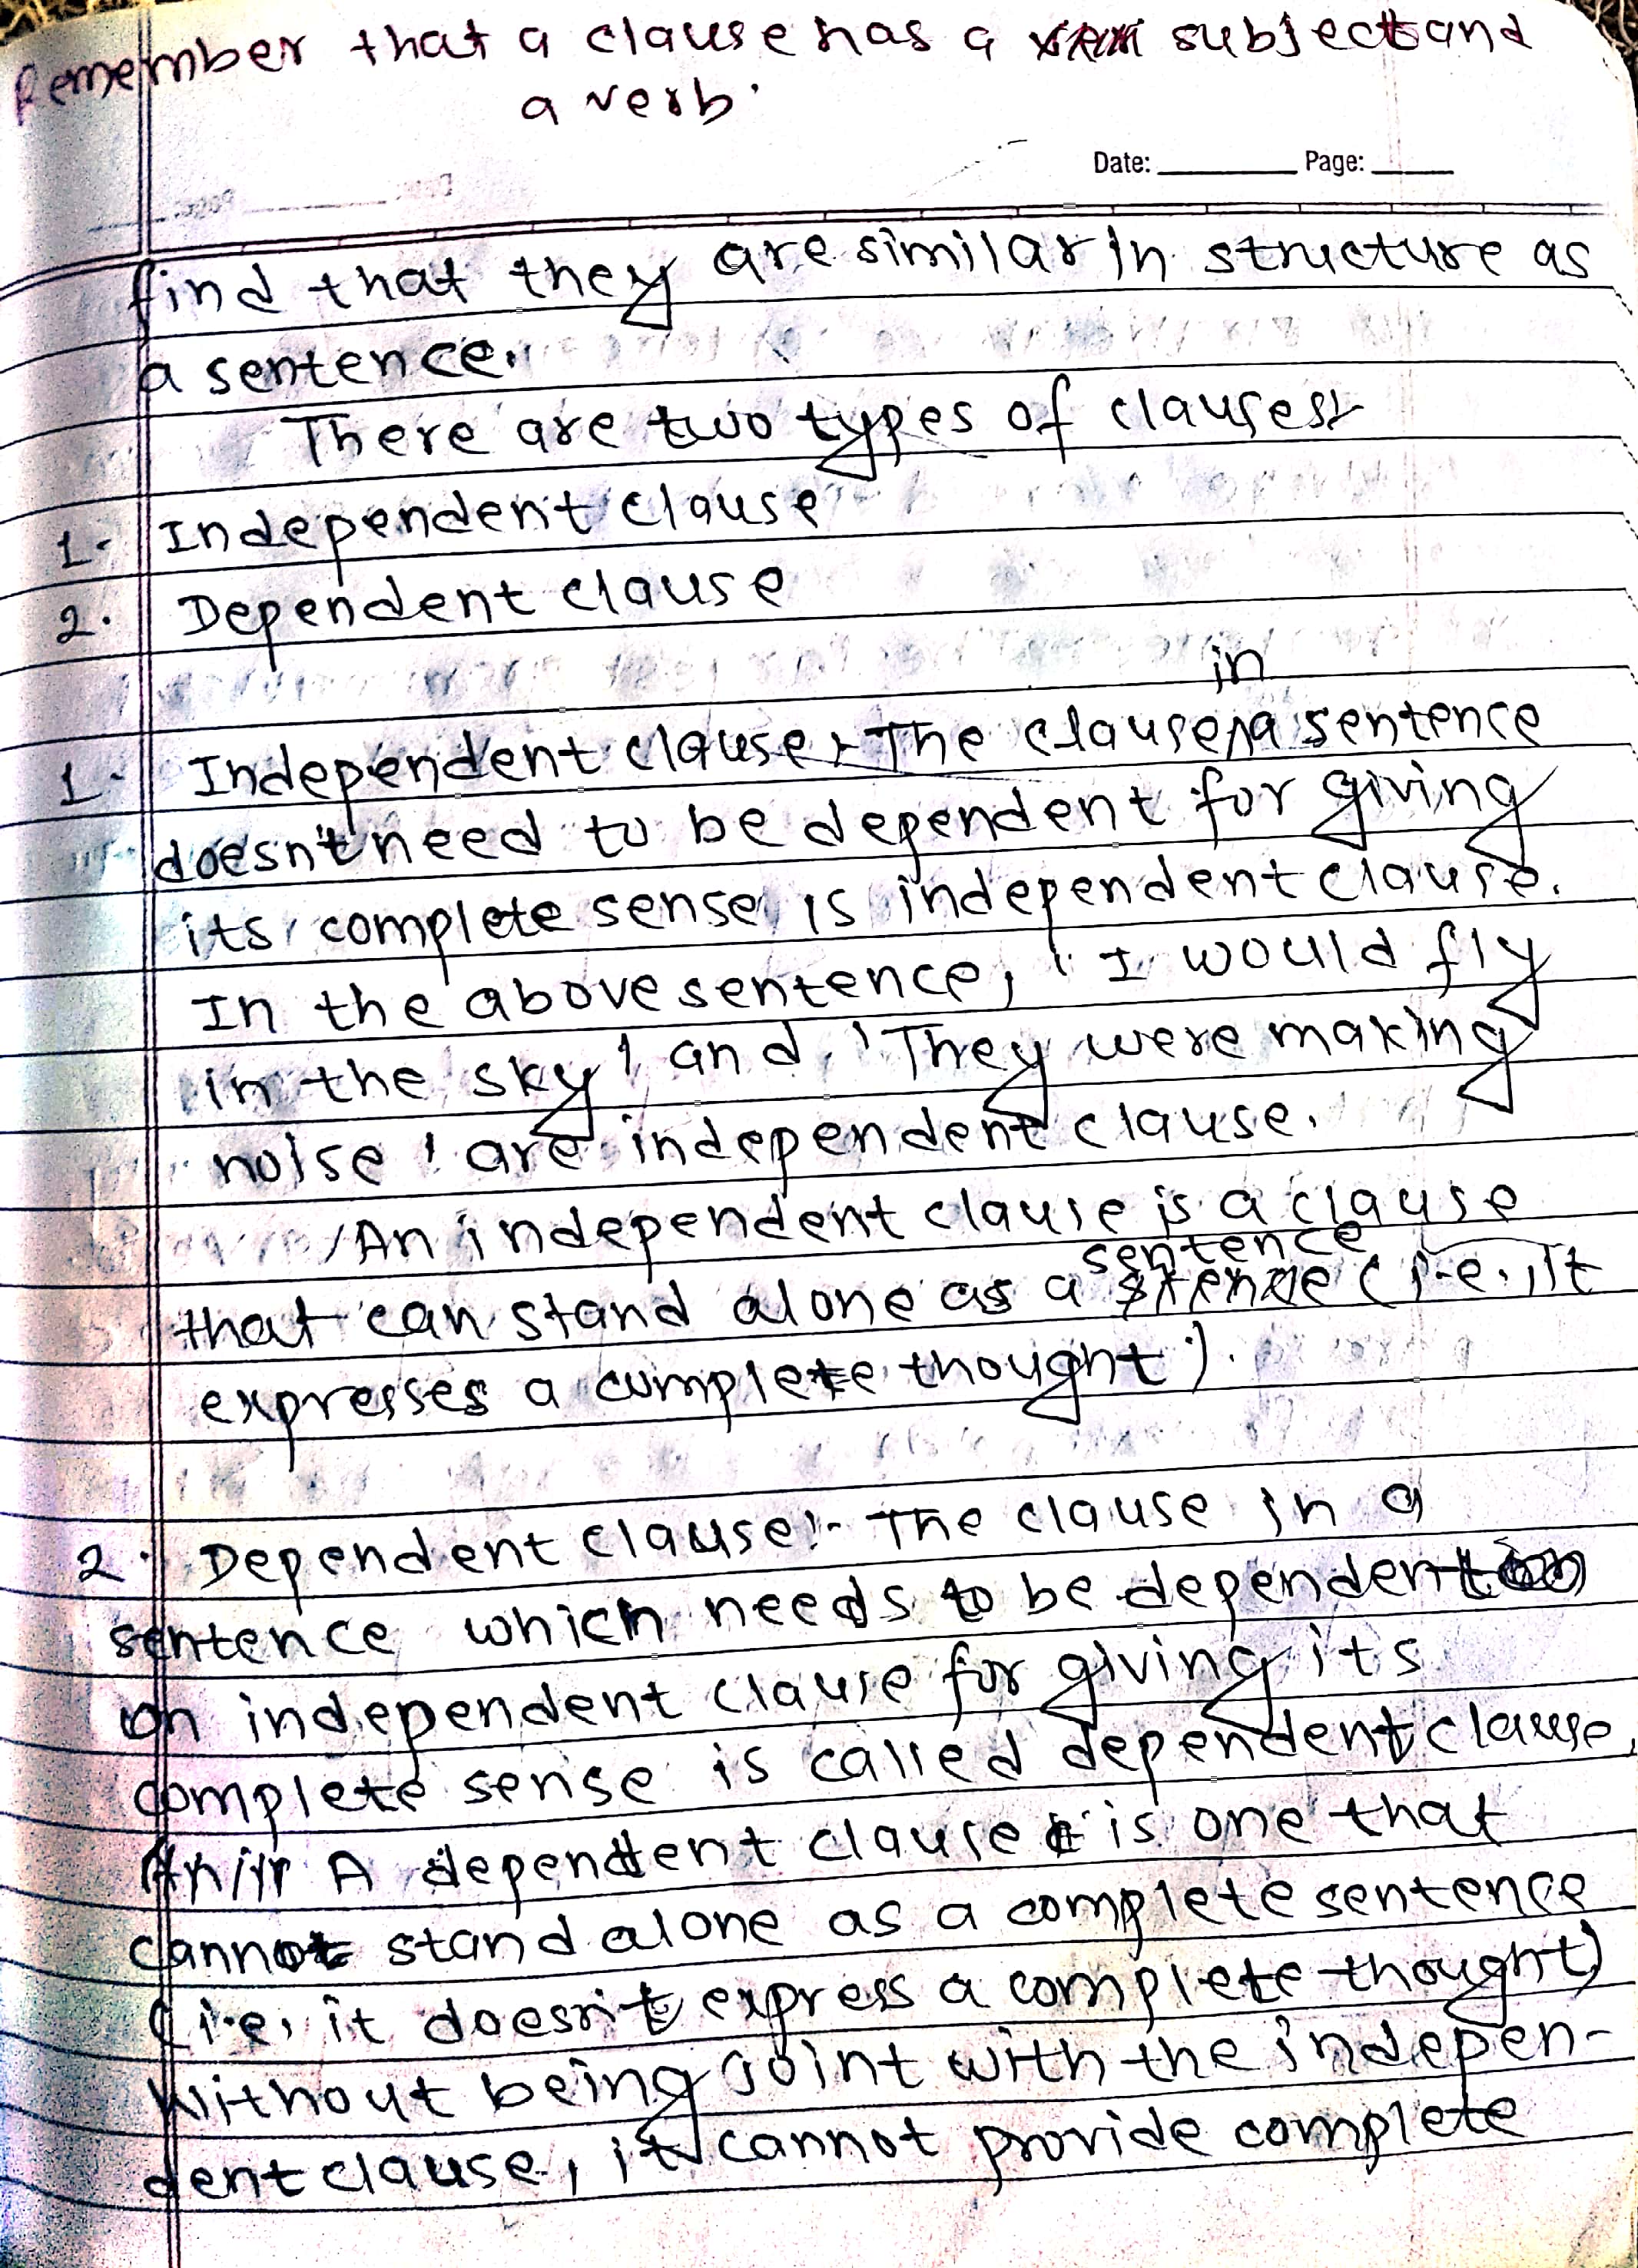 Remember that a clause has a subject and
a verb.
Date: Page:
find that they are similar in structure as
a sentence.
There are two types of clauses:-
1. Independent clause
2. Dependent clause
in
1. Independent clause:- The clause a sentence
doesn't need to be dependent for giving
its complete sense is independent clause.
In the above sentence, 'I would fly
in the sky' and 'They were making
noise' are independent clause.
An independent clause is a clause
sentence
that can stand alone as a (i.e., it
expresses a complete thought).
2. Dependent clause:- The clause in a
sentence which needs to be dependent
on independent clause for giving its
complete sense is called dependent clause.
A dependent clause is one that
cannot stand alone as a complete sentence
(i.e. it doesn't express a complete thought)
Without being joint with the indepen-
dent clause, it cannot provide complete